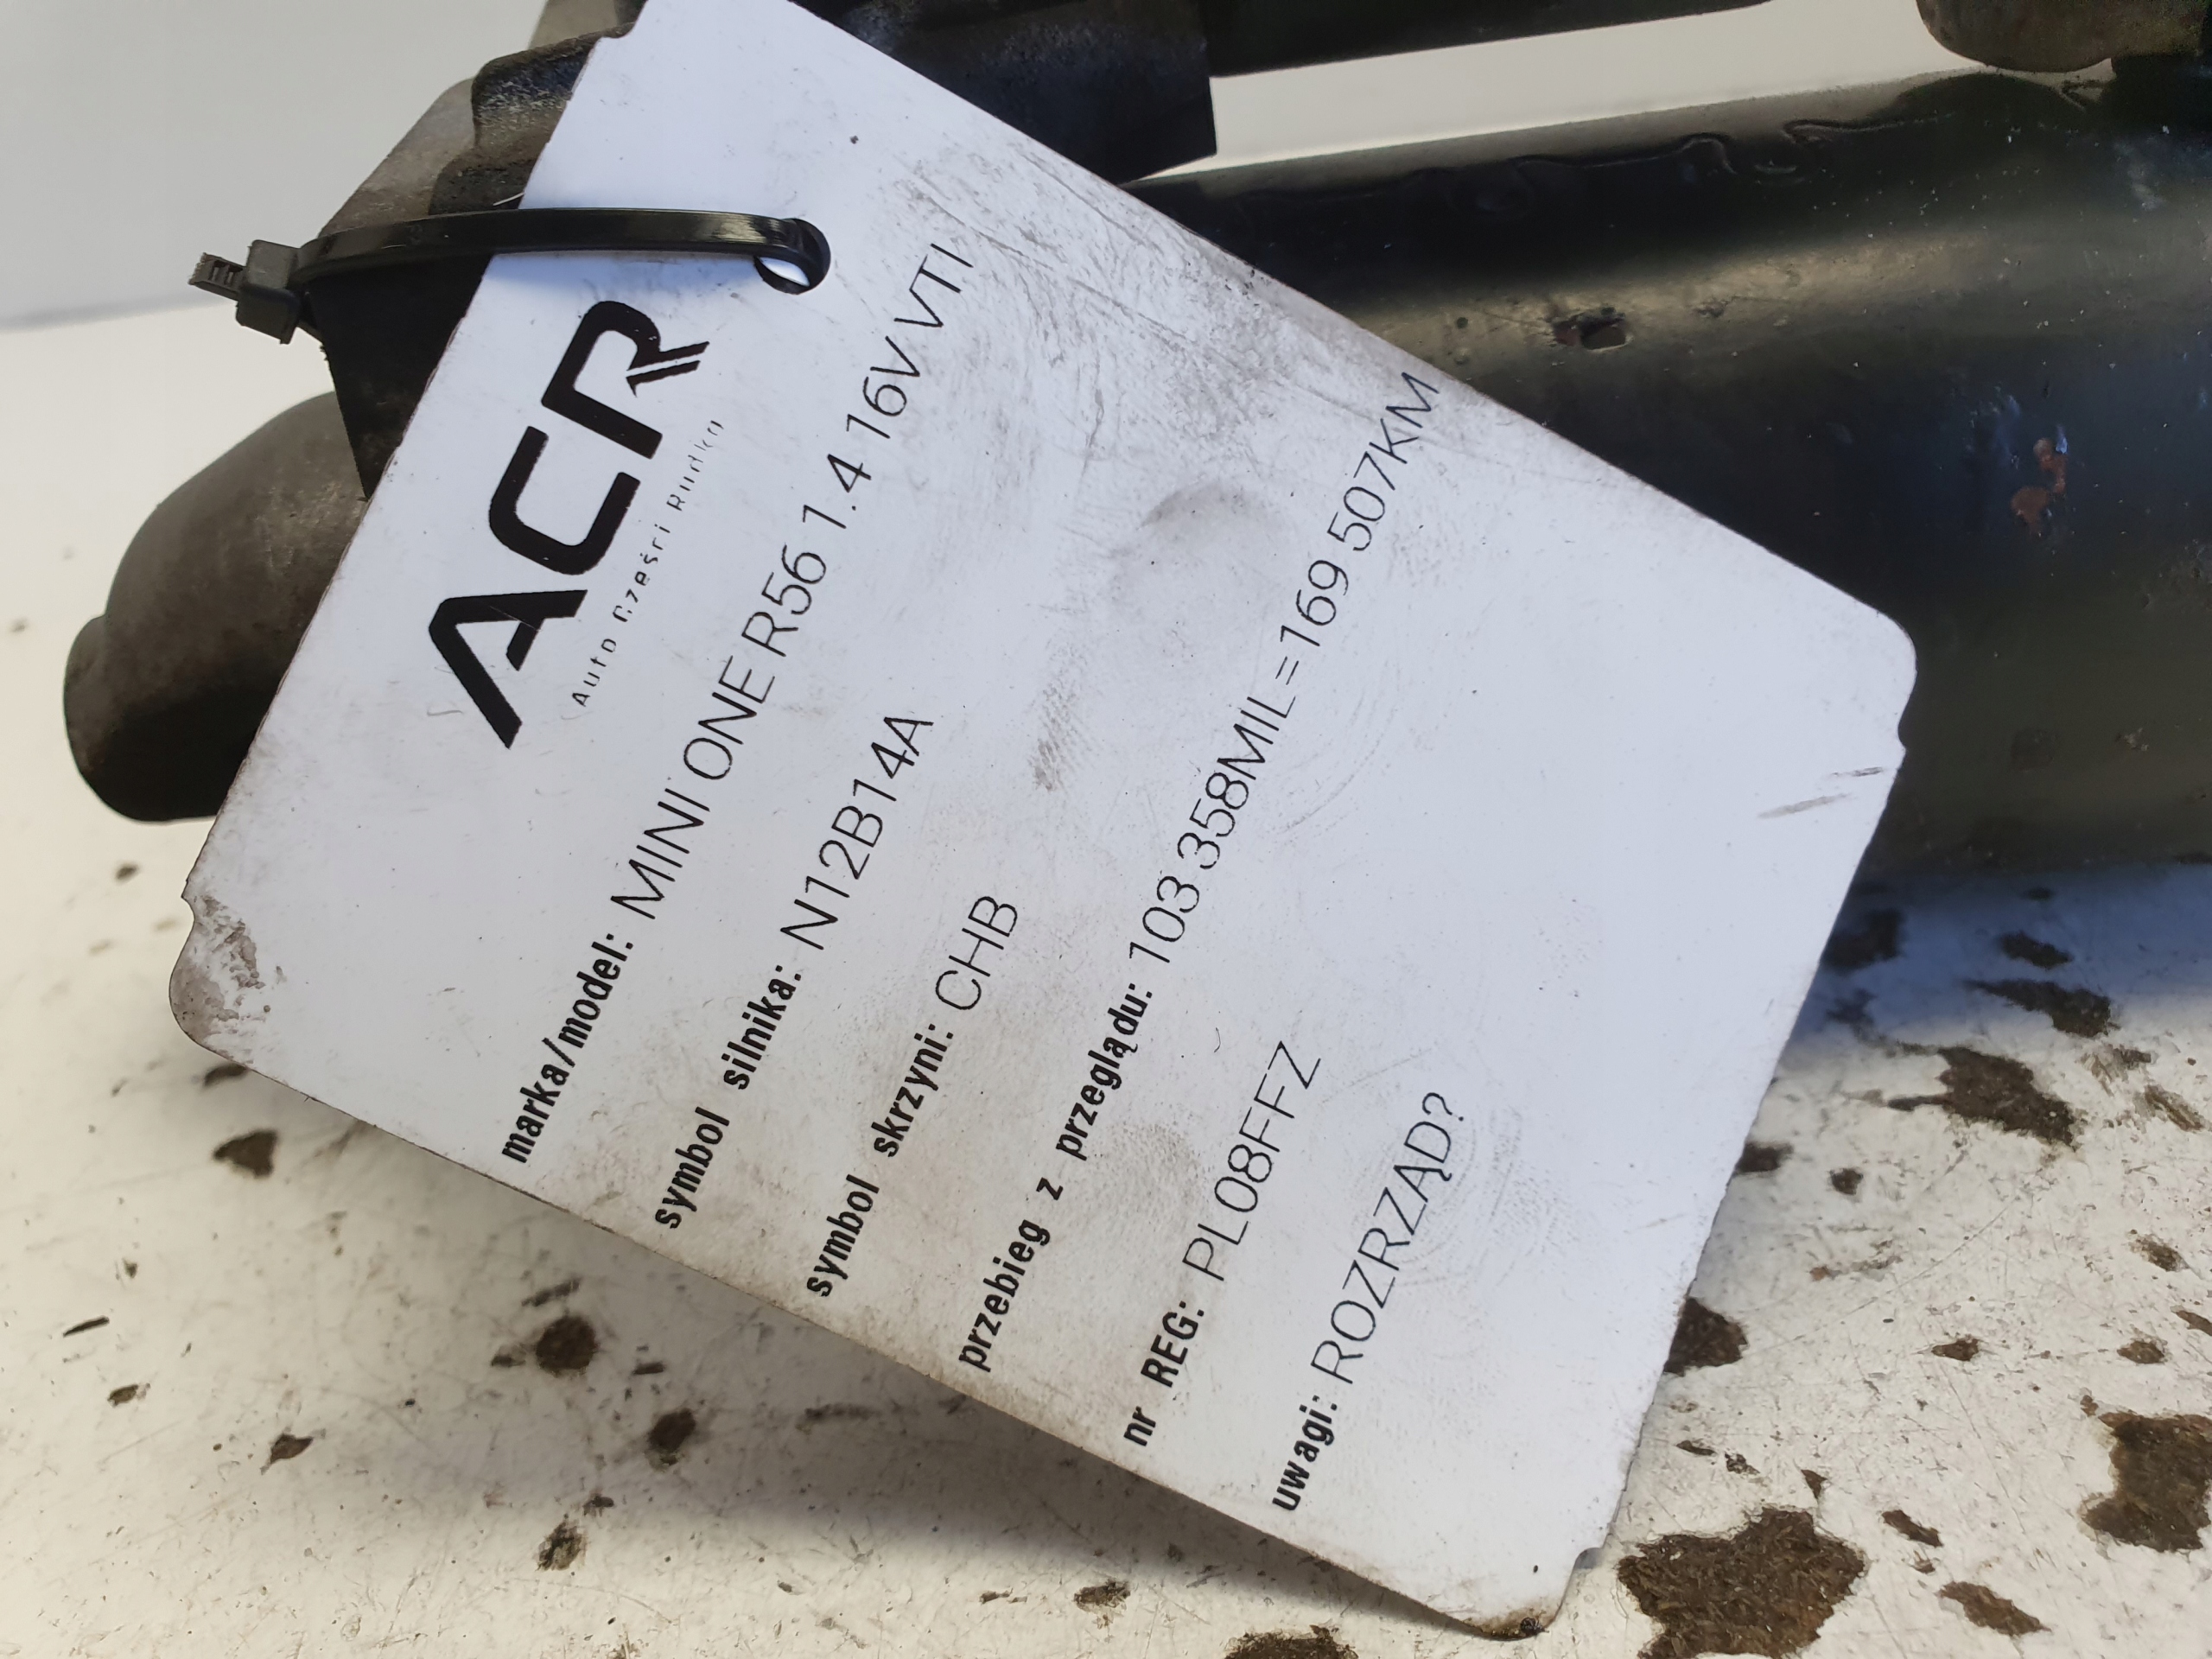 ACR
Auto Części Rudka
marka/model: MINI ONE R56 1.4 16V VTI
symbol silnika: N12B14A
symbol skrzyni: CHB
przebieg z przeglądu: 103 358MIL=169 507KM
nr REG: PL08FFZ
uwagi: ROZRZĄD?